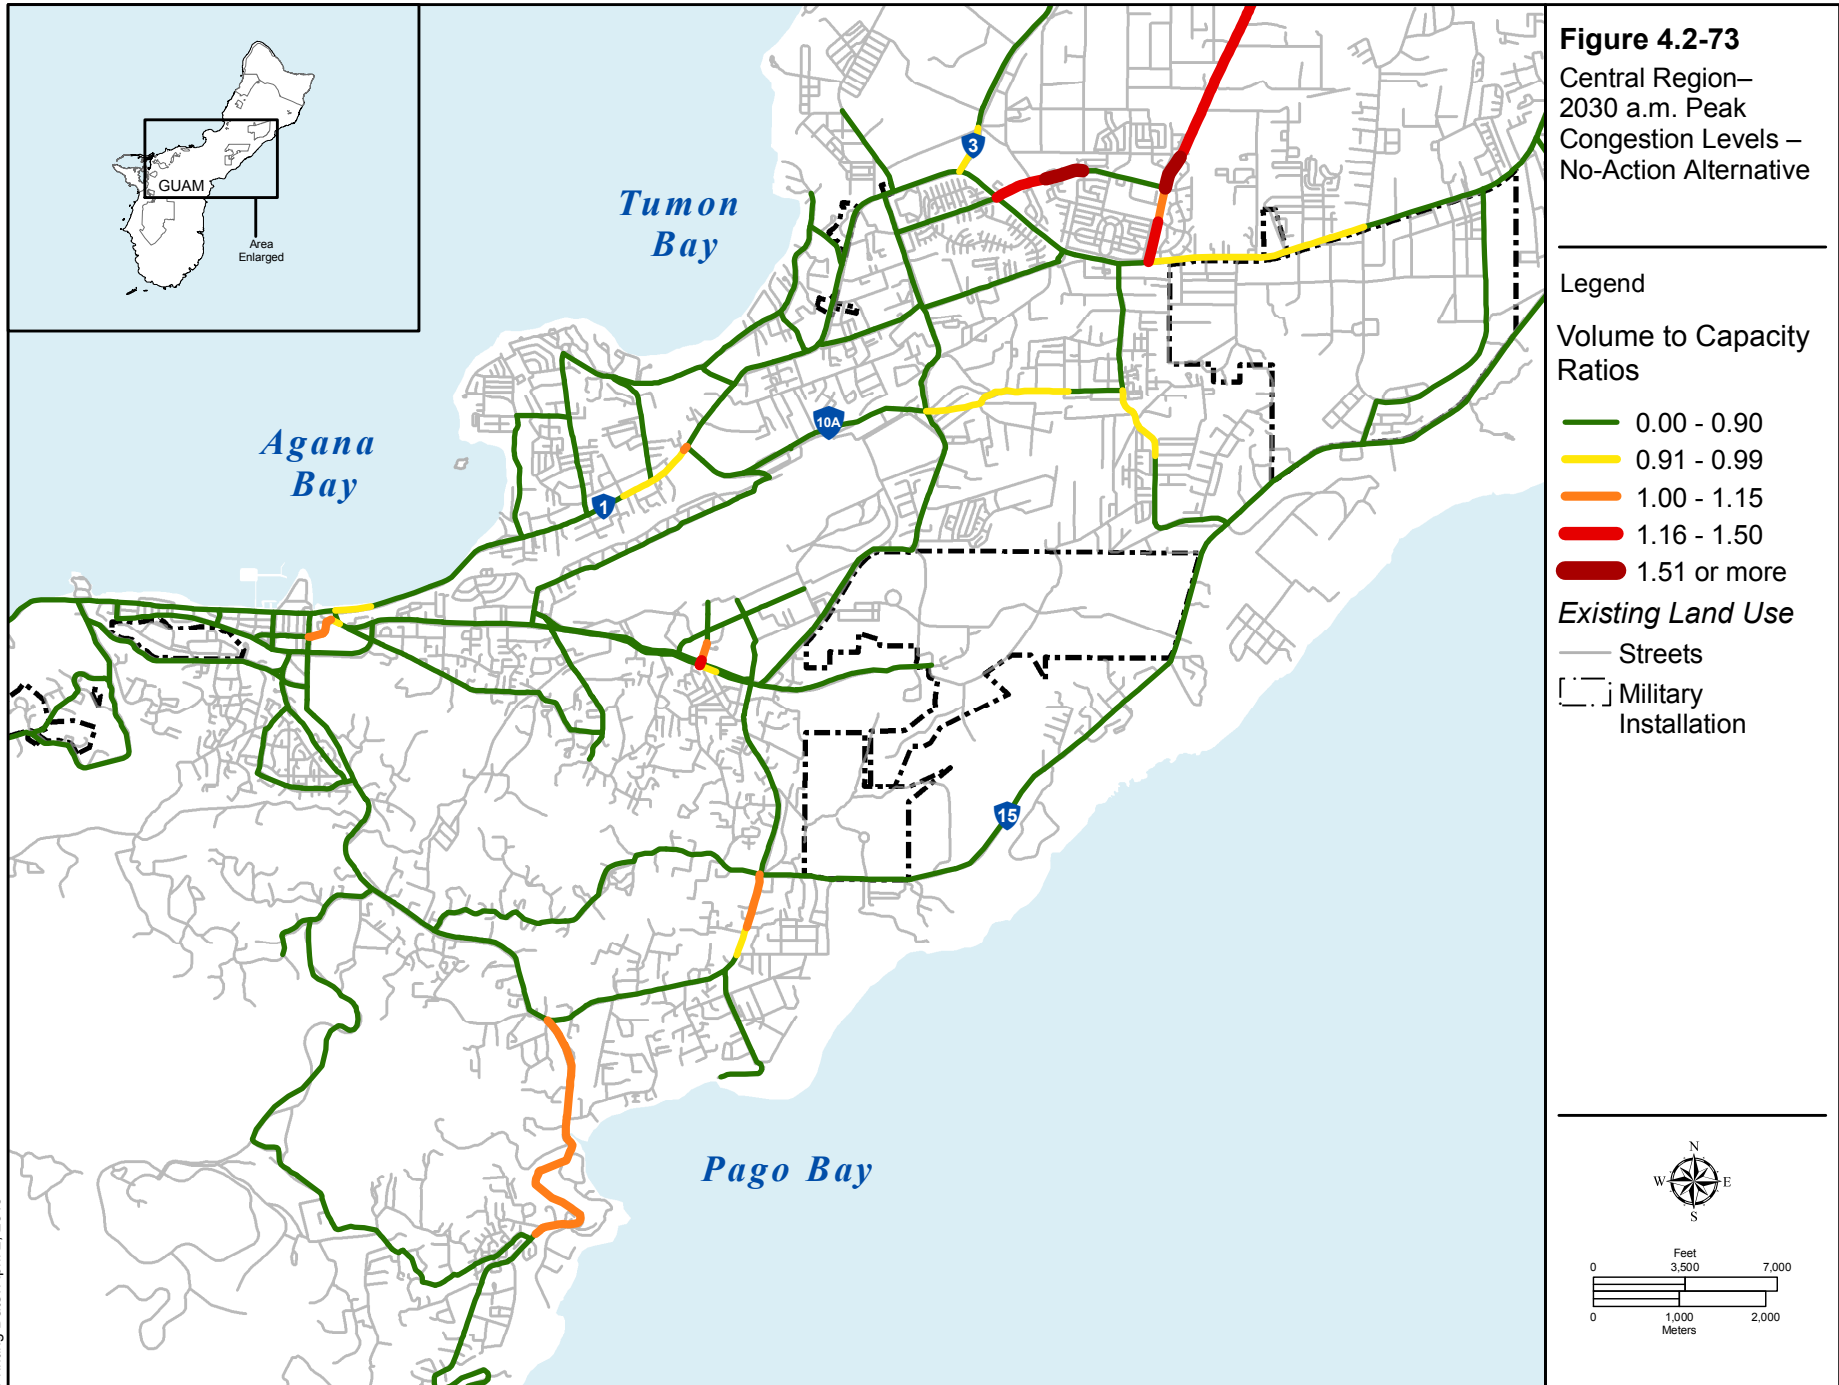 Figure 4.2-73
Central Region–
2030 a.m. Peak
Congestion Levels –
No-Action Alternative
Legend
Volume to Capacity
Ratios
0.00 - 0.90
0.91 - 0.99
1.00 - 1.15
1.16 - 1.50
1.51 or more
Existing Land Use
Streets
Military
Installation
N
W E
S
Feet
0 3,500 7,000
0 1,000 2,000
Meters
GUAM
Area
Enlarged
Tumon
Bay
Agana
Bay
Pago Bay
3
10A
1
15